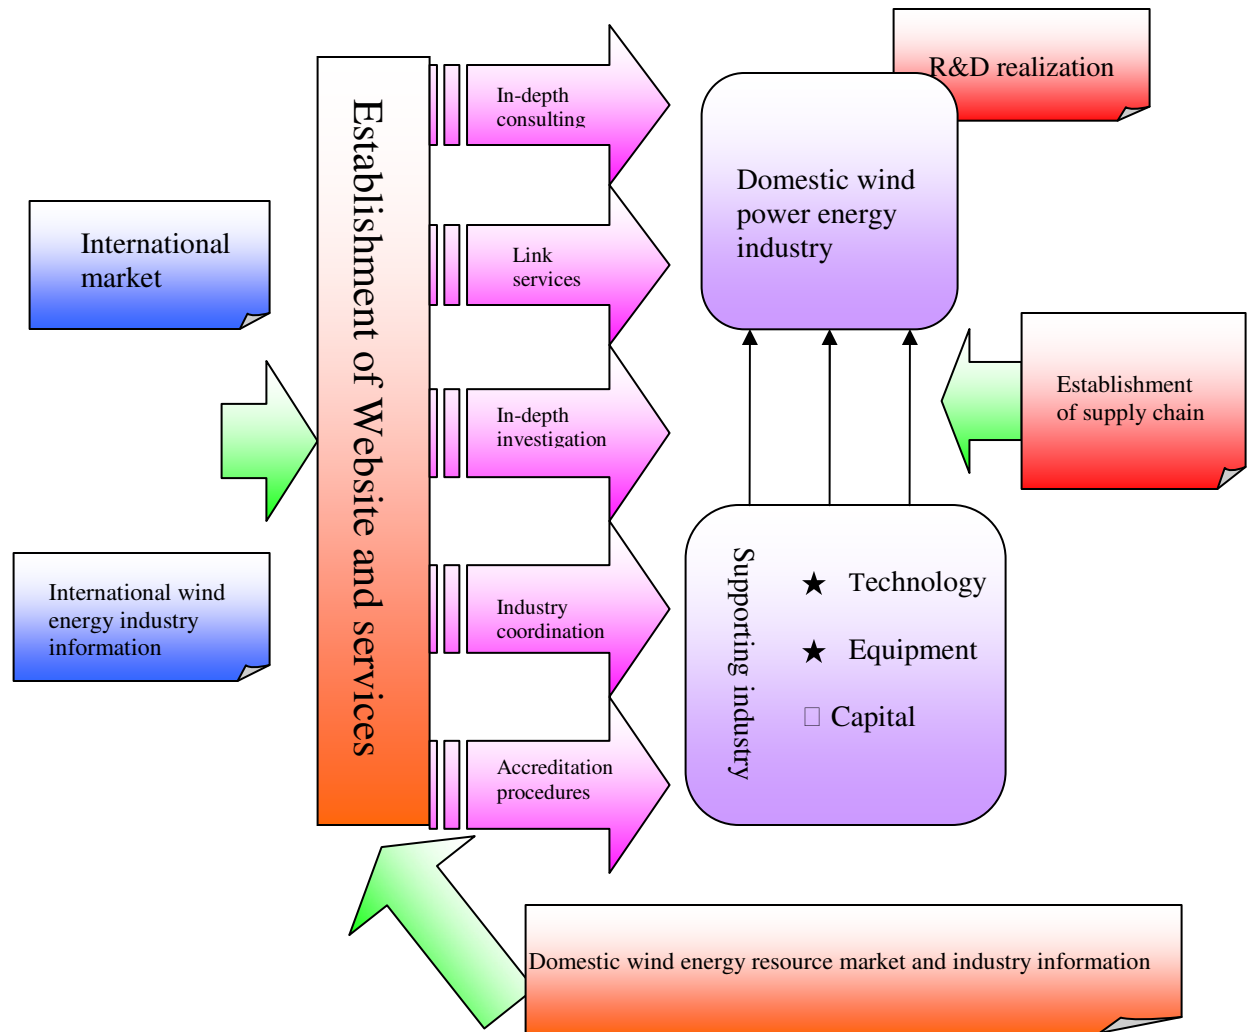 R&D realization
In-depth
consulting
Establishment of Website and services
Domestic wind
power energy
industry
International
market
Link
services
Establishment
of supply chain
In-depth
investigation
International wind
energy industry
information
Industry
coordination
Supporting industry
★ Technology
★ Equipment
□ Capital
Accreditation
procedures
Domestic wind energy resource market and industry information